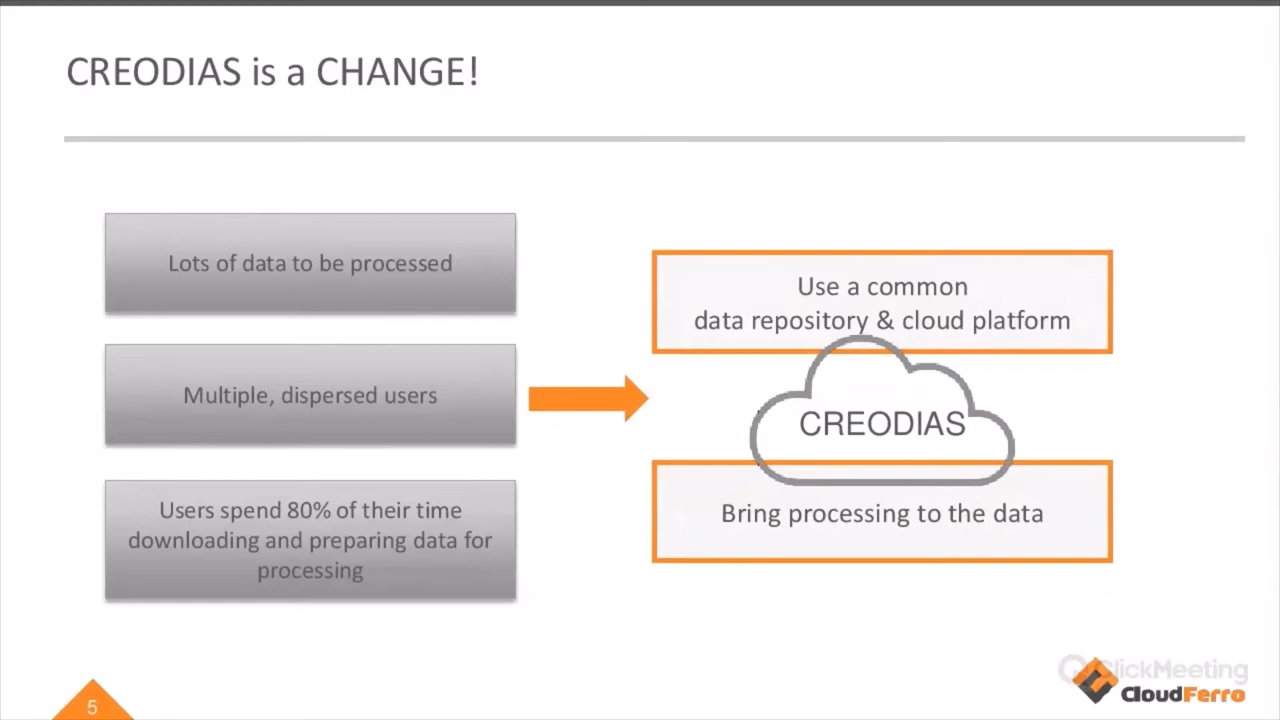 CREODIAS is a CHANGE!
Lots of data to be processed
Multiple, dispersed users
Users spend 80% of their time
downloading and preparing data for
processing
Use a common
data repository & cloud platform
CREODIAS
Bring processing to the data
ClickMeeting
CloudFerro
5